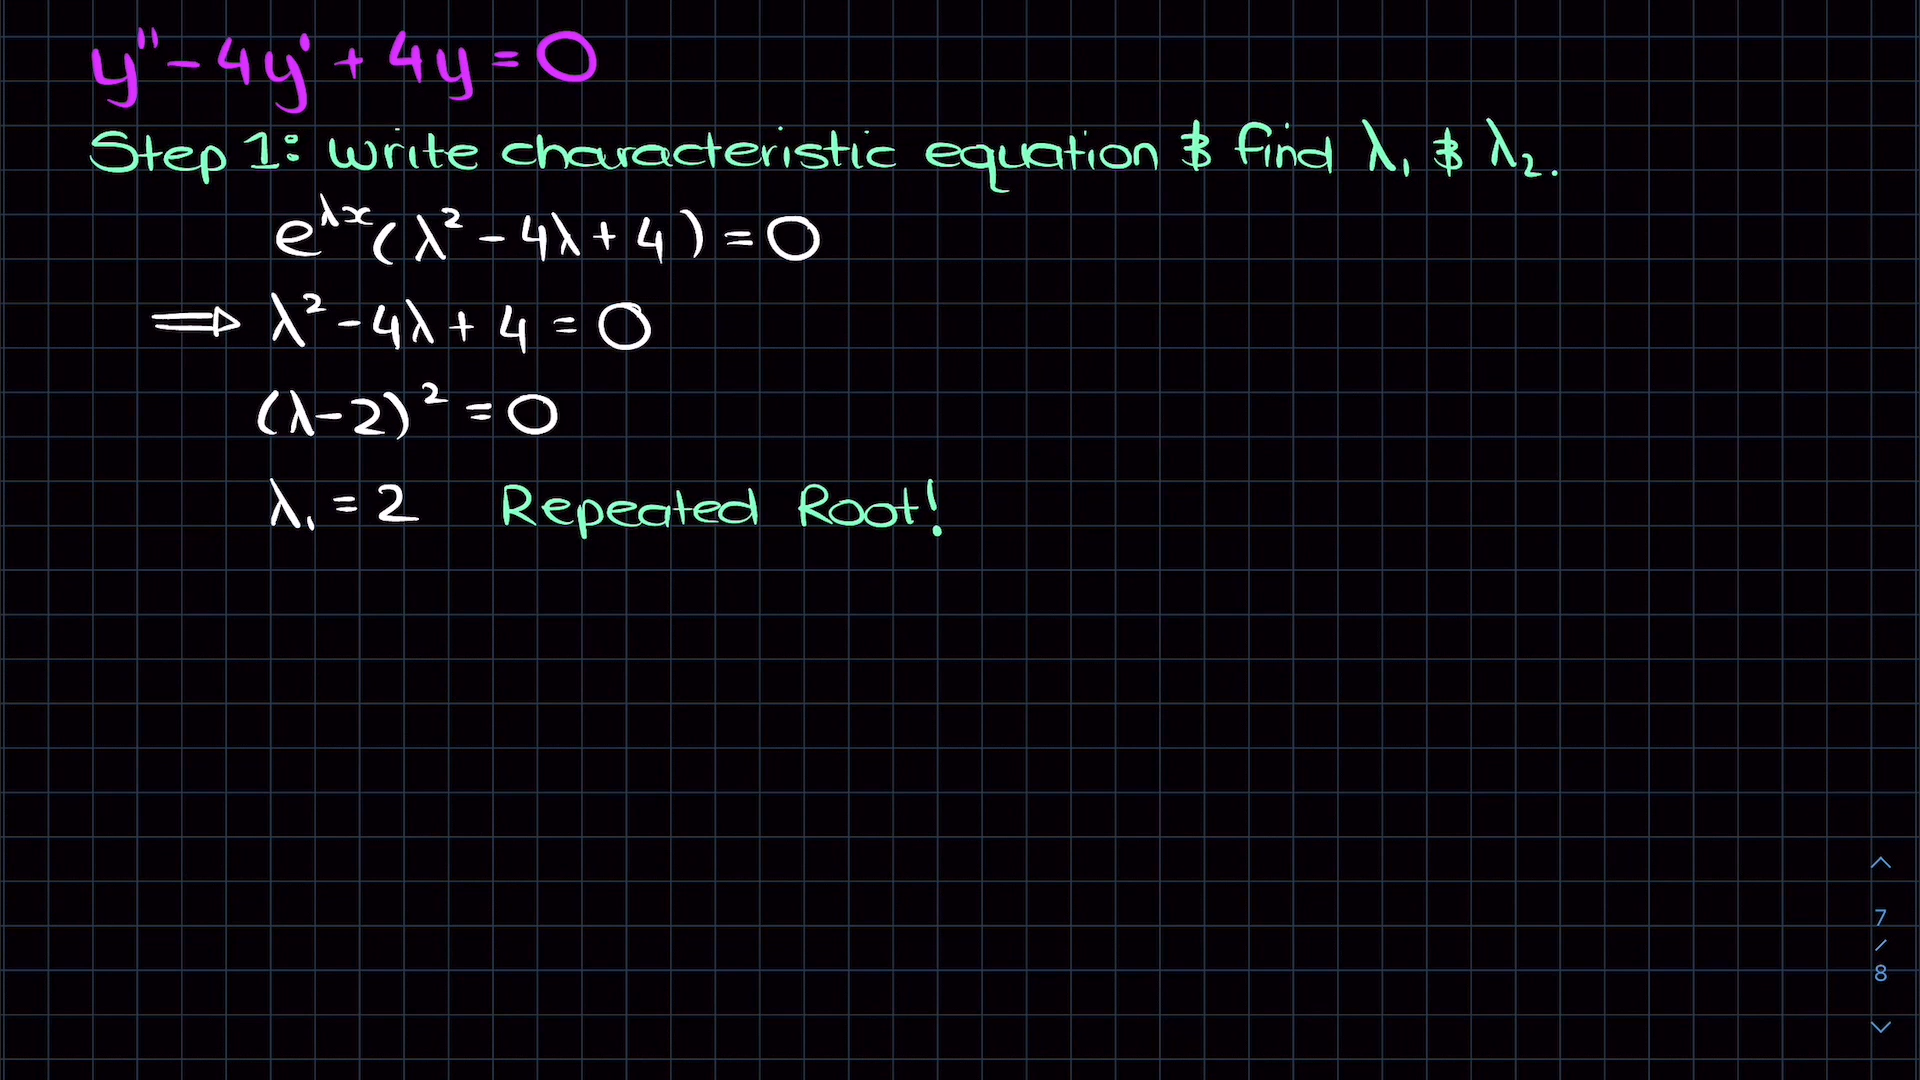 y'' - 4y' + 4y = 0
Step 1: Write characteristic equation & find λ₁ & λ₂.
e^{λx}(λ² - 4λ + 4) = 0
⟹ λ² - 4λ + 4 = 0
(λ-2)² = 0
λ₁ = 2 Repeated Root!
7
/
8